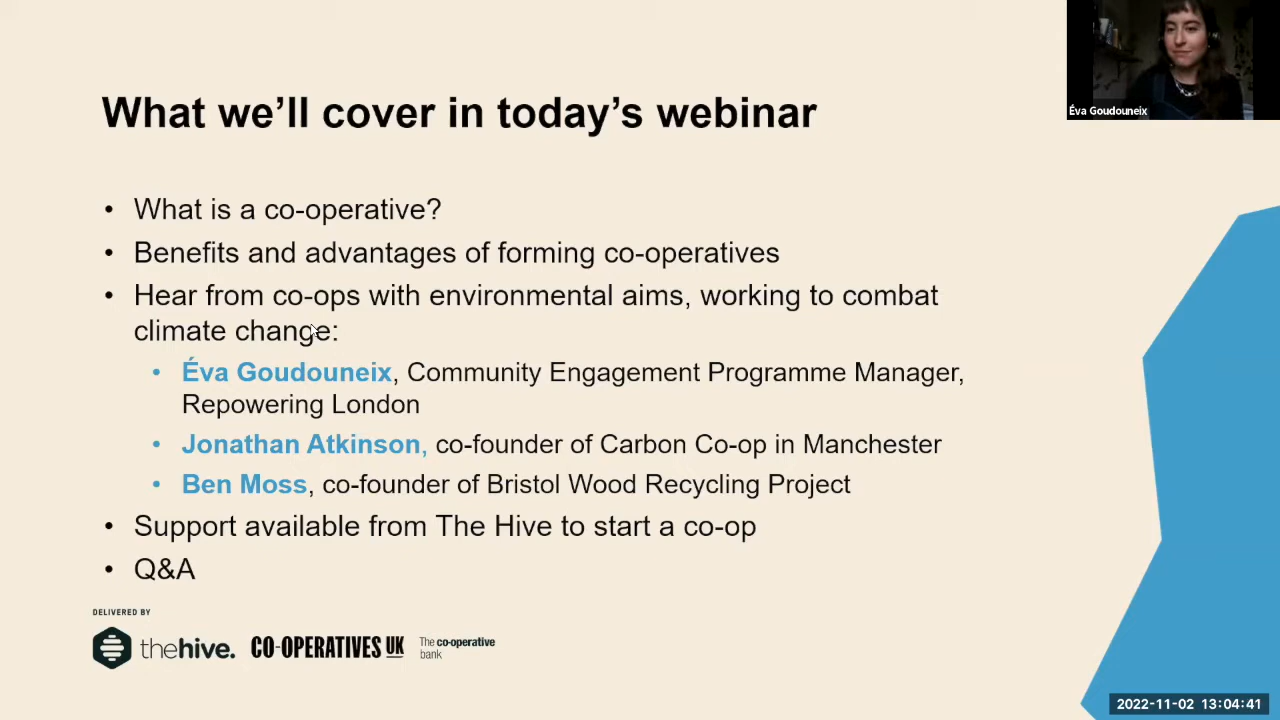 Éva Goudouneix
What we'll cover in today's webinar
• What is a co-operative?
• Benefits and advantages of forming co-operatives
• Hear from co-ops with environmental aims, working to combat
climate change:
• Éva Goudouneix, Community Engagement Programme Manager,
Repowering London
• Jonathan Atkinson, co-founder of Carbon Co-op in Manchester
• Ben Moss, co-founder of Bristol Wood Recycling Project
• Support available from The Hive to start a co-op
• Q&A
DELIVERED BY
thehive. CO-OPERATIVES UK The co-operative
bank
2022-11-02 13:04:41